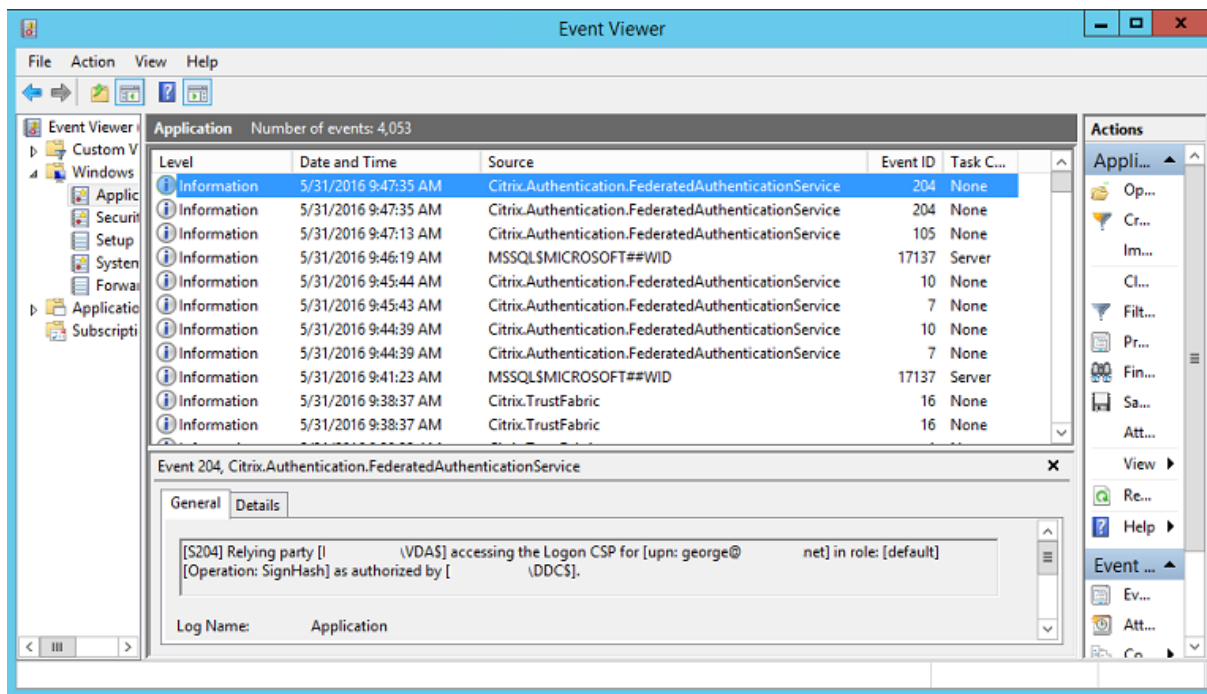 Event Viewer
File Action View Help
Event Viewer
Custom V
Windows
Applic
Securit
Setup
System
Forwar
Applicatio
Subscripti
Application Number of events: 4,053
Level Date and Time Source Event ID Task C...
Information 5/31/2016 9:47:35 AM Citrix.Authentication.FederatedAuthenticationService 204 None
Information 5/31/2016 9:47:35 AM Citrix.Authentication.FederatedAuthenticationService 204 None
Information 5/31/2016 9:47:13 AM Citrix.Authentication.FederatedAuthenticationService 105 None
Information 5/31/2016 9:46:19 AM MSSQL$MICROSOFT##WID 17137 Server
Information 5/31/2016 9:45:44 AM Citrix.Authentication.FederatedAuthenticationService 10 None
Information 5/31/2016 9:45:43 AM Citrix.Authentication.FederatedAuthenticationService 7 None
Information 5/31/2016 9:44:39 AM Citrix.Authentication.FederatedAuthenticationService 10 None
Information 5/31/2016 9:44:39 AM Citrix.Authentication.FederatedAuthenticationService 7 None
Information 5/31/2016 9:41:23 AM MSSQL$MICROSOFT##WID 17137 Server
Information 5/31/2016 9:38:37 AM Citrix.TrustFabric 16 None
Information 5/31/2016 9:38:37 AM Citrix.TrustFabric 16 None
Event 204, Citrix.Authentication.FederatedAuthenticationService
General Details
[S204] Relying party [I \VDA$] accessing the Logon CSP for [upn: george@ net] in role: [default]
[Operation: SignHash] as authorized by [ \DDC$].
Log Name: Application
Actions
Appli...
Op...
Cr...
Im...
Cl...
Filt...
Pr...
Fin...
Sa...
Att...
View
Re...
Help
Event ...
Ev...
Att...
Co...